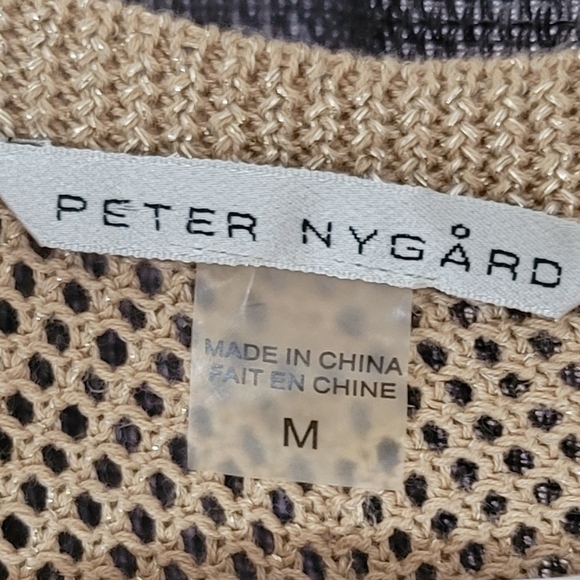 PETER NYGÅRD
MADE IN CHINA
FAIT EN CHINE
M